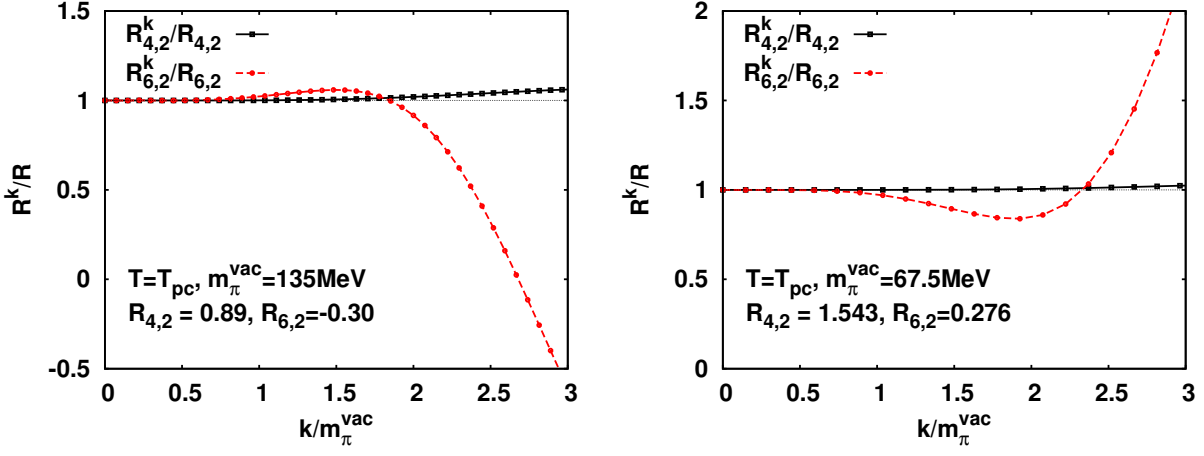 1.5
1
0.5
0
-0.5
R^k/R
R^k_{4,2}/R_{4,2}
R^k_{6,2}/R_{6,2}
T=T_{pc}, m_π^{vac}=135MeV
R_{4,2} = 0.89, R_{6,2}=-0.30
0 0.5 1 1.5 2 2.5 3
k/m_π^{vac}
2
1.5
1
0.5
0
R^k/R
R^k_{4,2}/R_{4,2}
R^k_{6,2}/R_{6,2}
T=T_{pc}, m_π^{vac}=67.5MeV
R_{4,2} = 1.543, R_{6,2}=0.276
0 0.5 1 1.5 2 2.5 3
k/m_π^{vac}